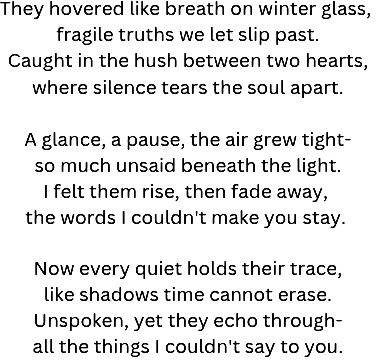 They hovered like breath on winter glass,
fragile truths we let slip past.
Caught in the hush between two hearts,
where silence tears the soul apart.

A glance, a pause, the air grew tight-
so much unsaid beneath the light.
I felt them rise, then fade away,
the words I couldn't make you stay.

Now every quiet holds their trace,
like shadows time cannot erase.
Unspoken, yet they echo through-
all the things I couldn't say to you.